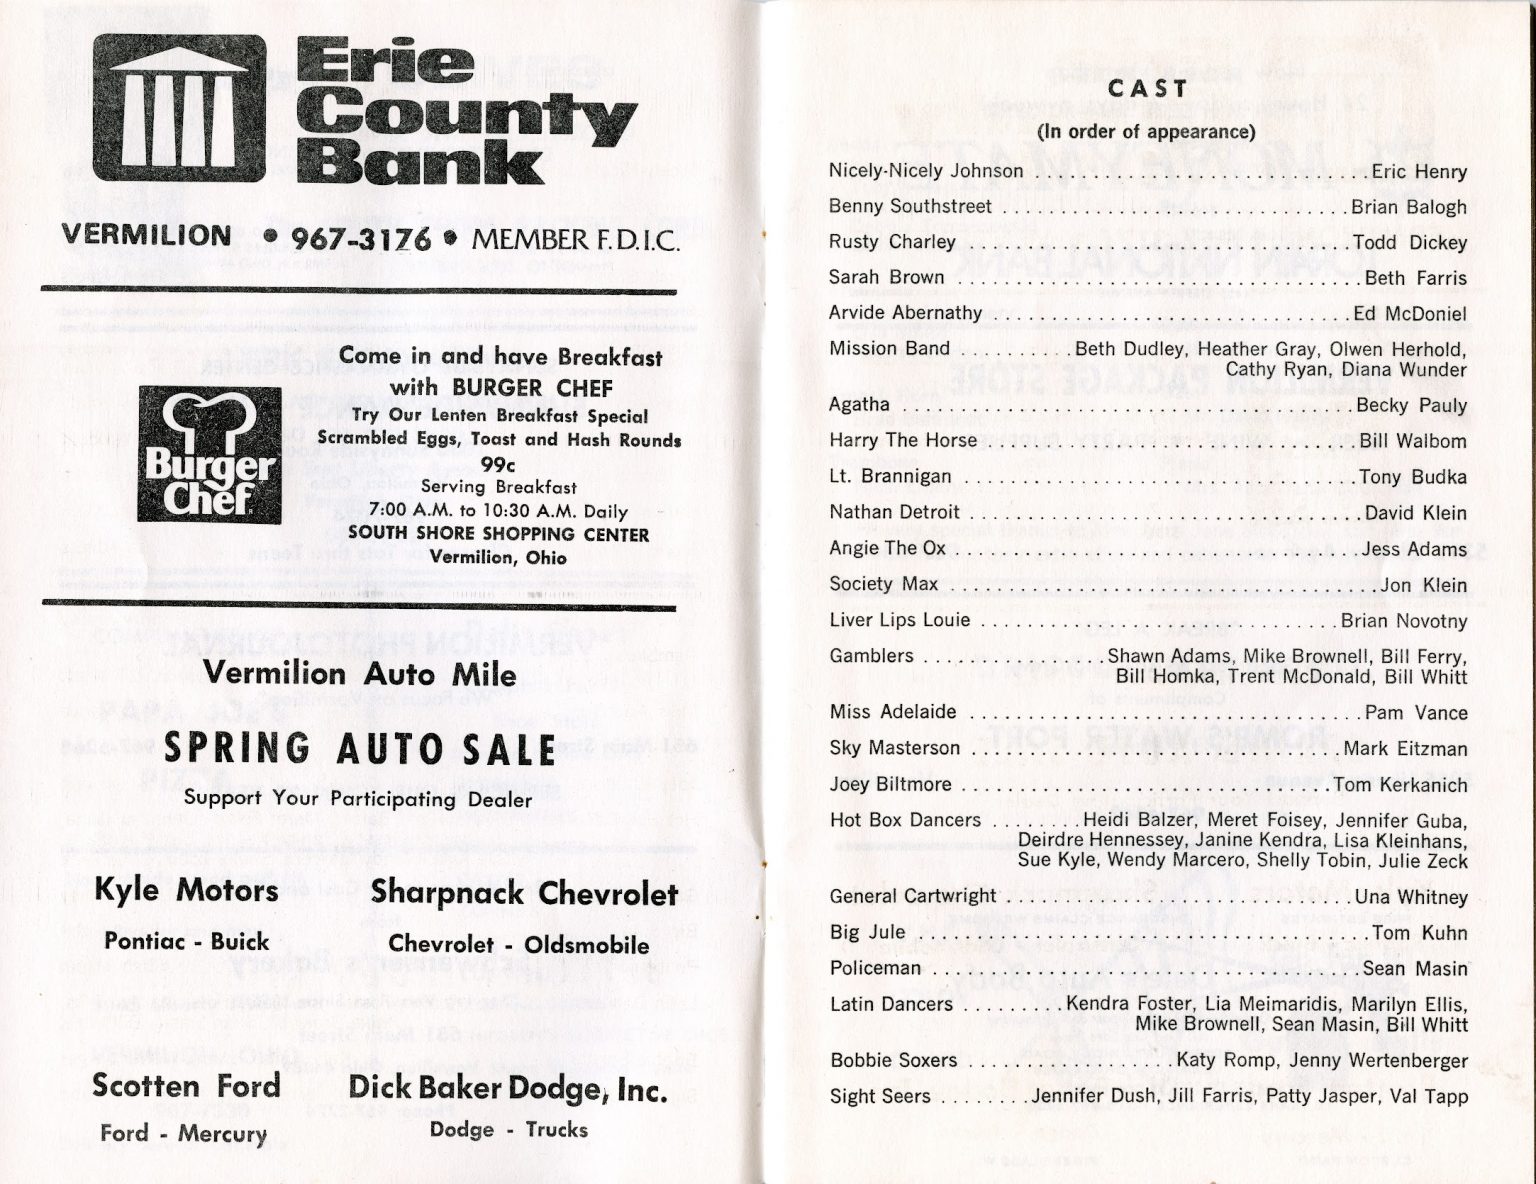 Erie
County
Bank
VERMILION • 967-3176 • MEMBER F.D.I.C.
Come in and have Breakfast
with BURGER CHEF
Try Our Lenten Breakfast Special
Scrambled Eggs, Toast and Hash Rounds
99c
Serving Breakfast
7:00 A.M. to 10:30 A.M. Daily
SOUTH SHORE SHOPPING CENTER
Vermilion, Ohio
Burger
Chef
Vermilion Auto Mile
SPRING AUTO SALE
Support Your Participating Dealer
Kyle Motors
Pontiac - Buick
Sharpnack Chevrolet
Chevrolet - Oldsmobile
Scotten Ford
Ford - Mercury
Dick Baker Dodge, Inc.
Dodge - Trucks
CAST
(In order of appearance)
Nicely-Nicely Johnson . . . . . . . . . . Eric Henry
Benny Southstreet . . . . . . . . . . Brian Balogh
Rusty Charley . . . . . . . . . . Todd Dickey
Sarah Brown . . . . . . . . . . Beth Farris
Arvide Abernathy . . . . . . . . . . Ed McDoniel
Mission Band . . . . . . . . . . Beth Dudley, Heather Gray, Olwen Herhold,
Cathy Ryan, Diana Wunder
Agatha . . . . . . . . . . Becky Pauly
Harry The Horse . . . . . . . . . . Bill Walbom
Lt. Brannigan . . . . . . . . . . Tony Budka
Nathan Detroit . . . . . . . . . . David Klein
Angie The Ox . . . . . . . . . . Jess Adams
Society Max . . . . . . . . . . Jon Klein
Liver Lips Louie . . . . . . . . . . Brian Novotny
Gamblers . . . . . . . . . . Shawn Adams, Mike Brownell, Bill Ferry,
Bill Homka, Trent McDonald, Bill Whitt
Miss Adelaide . . . . . . . . . . Pam Vance
Sky Masterson . . . . . . . . . . Mark Eitzman
Joey Biltmore . . . . . . . . . . Tom Kerkanich
Hot Box Dancers . . . . . . . . Heidi Balzer, Meret Foisey, Jennifer Guba,
Deirdre Hennessey, Janine Kendra, Lisa Kleinhans,
Sue Kyle, Wendy Marcero, Shelly Tobin, Julie Zeck
General Cartwright . . . . . . . . . . Una Whitney
Big Jule . . . . . . . . . . Tom Kuhn
Policeman . . . . . . . . . . Sean Masin
Latin Dancers . . . . . . . . . Kendra Foster, Lia Meimaridis, Marilyn Ellis,
Mike Brownell, Sean Masin, Bill Whitt
Bobbie Soxers . . . . . . . . . . Katy Romp, Jenny Wertenberger
Sight Seers . . . . . . . . Jennifer Dush, Jill Farris, Patty Jasper, Val Tapp